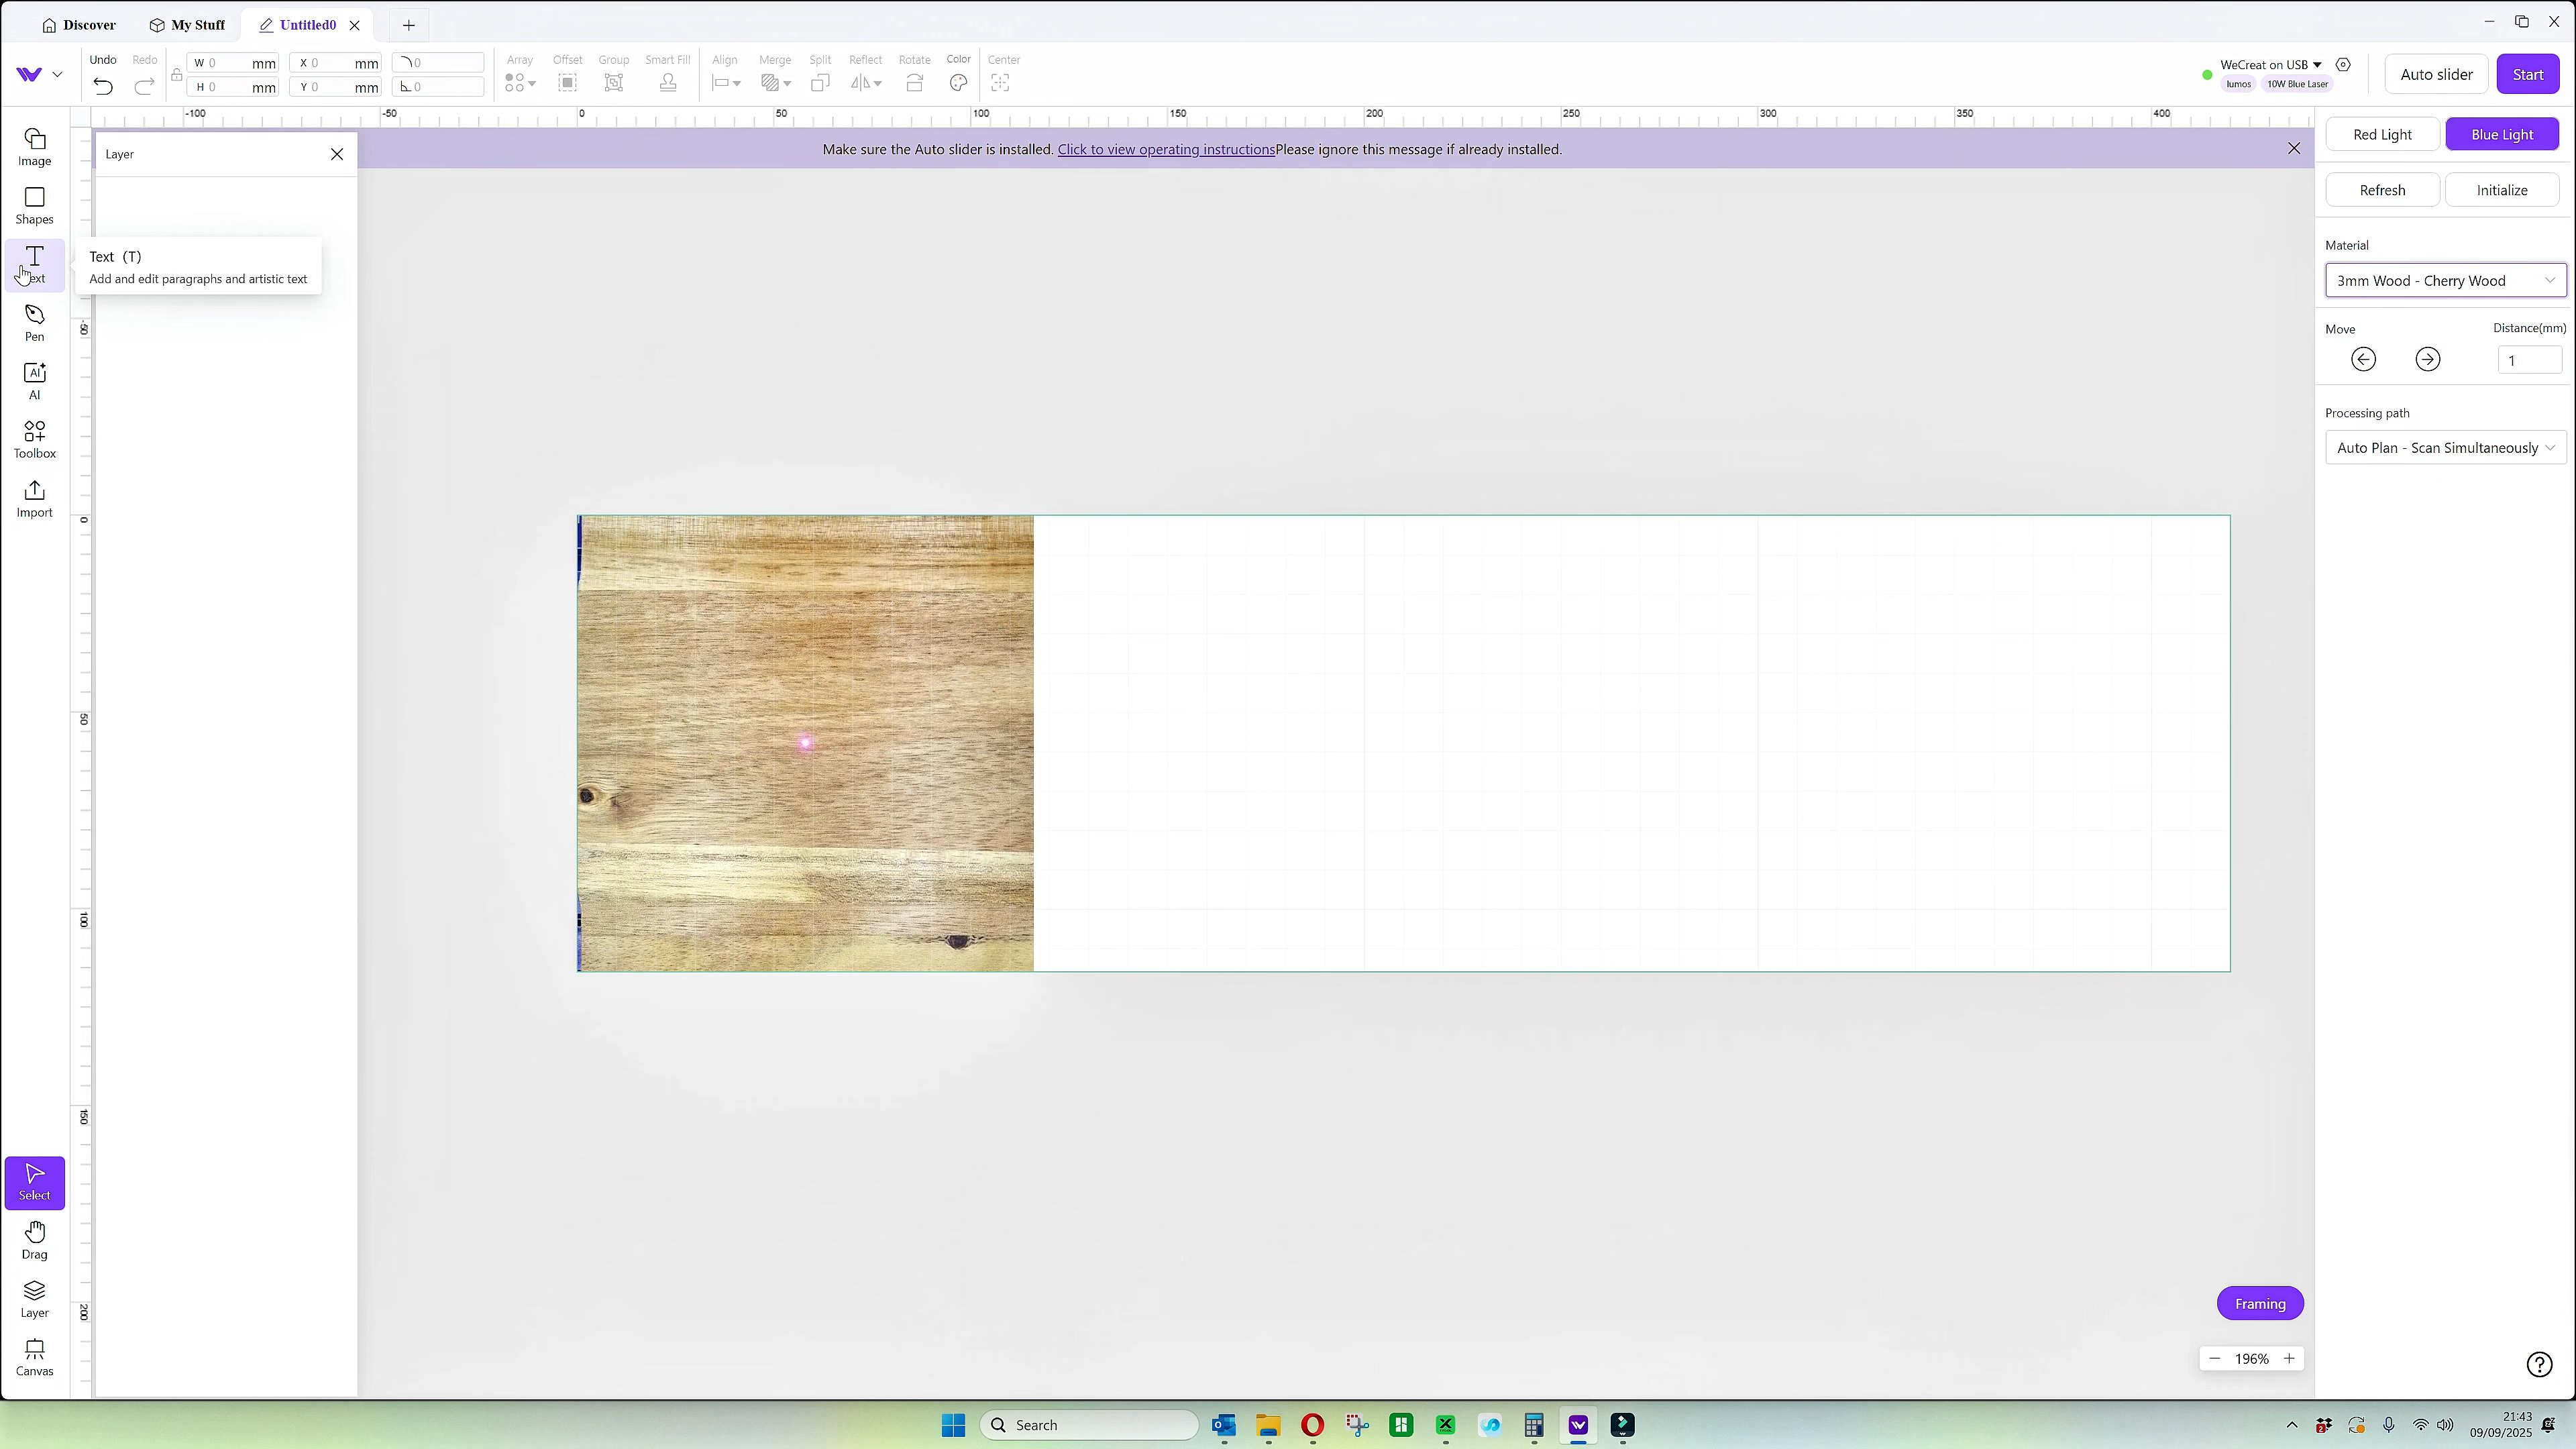 Discover My Stuff Untitled0
Undo Redo W 0 mm X 0 mm 0 Array Offset Group Smart Fill Align Merge Split Reflect Rotate Color Center WeCreat on USB Auto slider Start
H 0 mm Y 0 mm 0 lumos 10W Blue Laser
-100 -50 0 50 100 150 200 250 300 350 400
Image
Shapes
Text
Pen
AI
AI
Toolbox
Import
Layer
Text (T)
Add and edit paragraphs and artistic text
-50
0
50
100
150
200
Make sure the Auto slider is installed. Click to view operating instructionsPlease ignore this message if already installed.
Red Light Blue Light
Refresh Initialize
Material
3mm Wood - Cherry Wood
Move Distance(mm)
1
Processing path
Auto Plan - Scan Simultaneously
Select
Drag
Layer
Canvas
Framing
196%
Search
21:43
09/09/2025